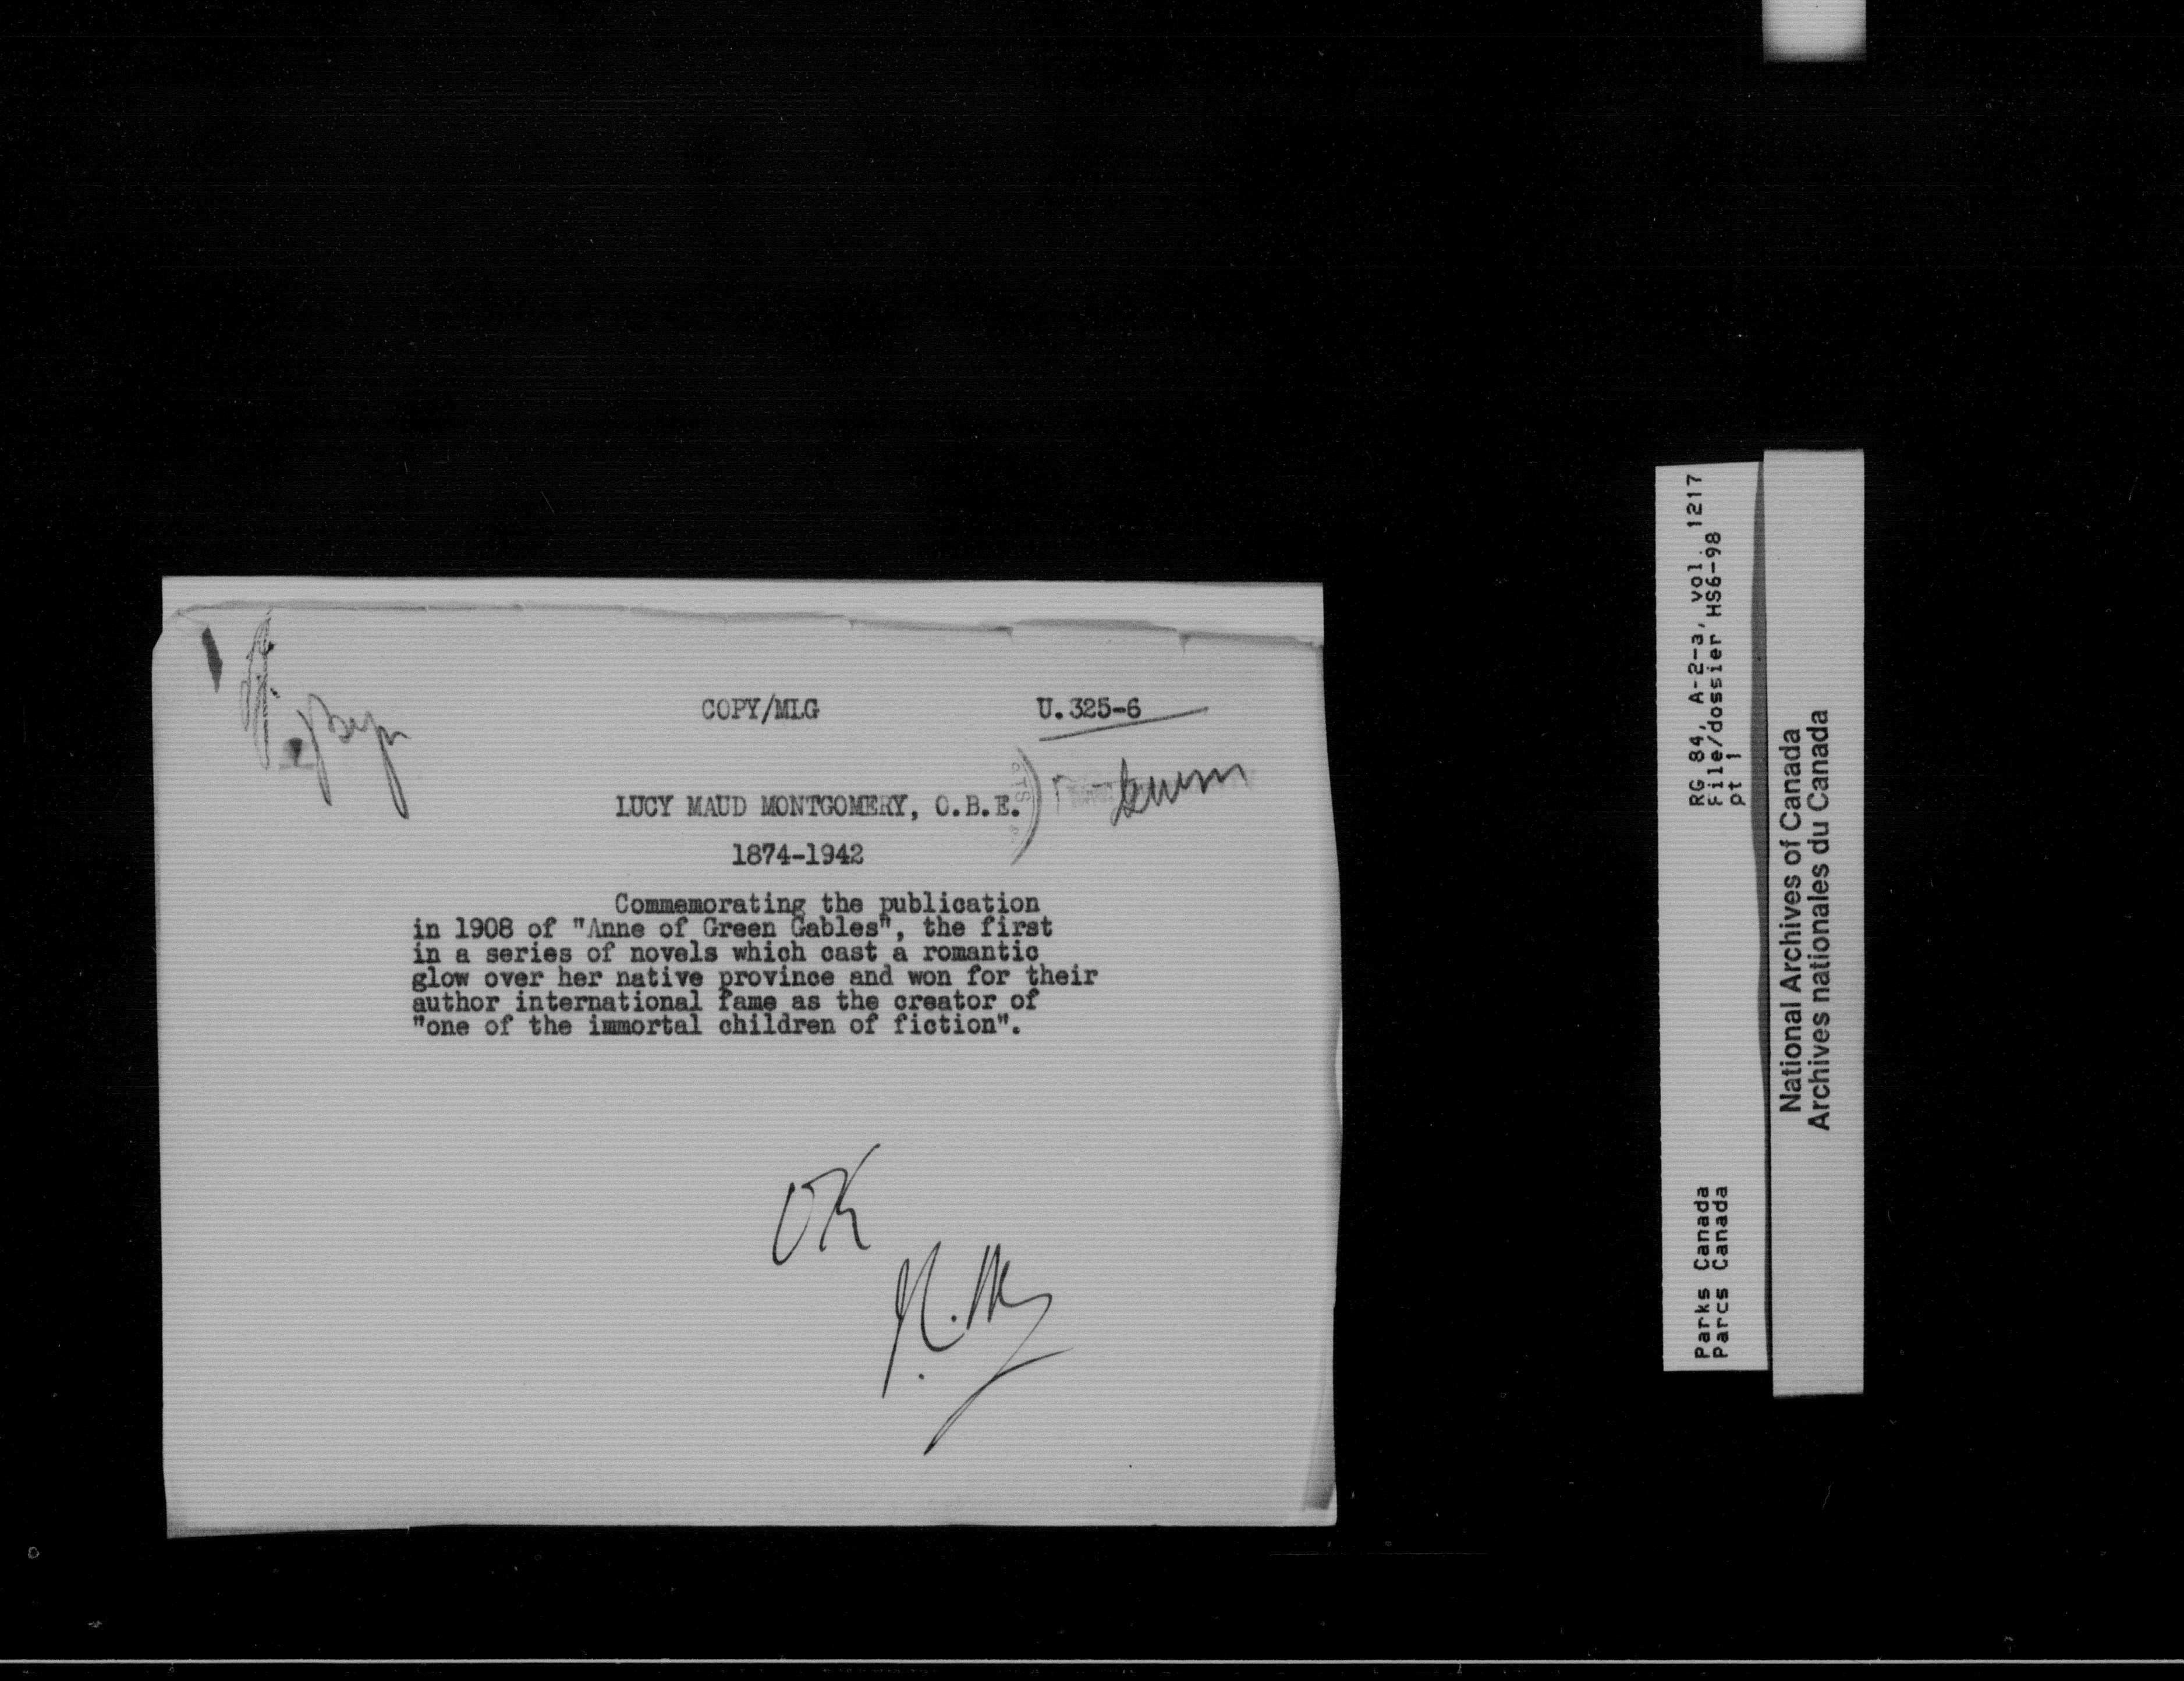 COPY/MLG
U.325-6
LUCY MAUD MONTGOMERY, O.B.E.
1874-1942
Commemorating the publication
in 1908 of "Anne of Green Gables", the first
in a series of novels which cast a romantic
glow over her native province and won for their
author international fame as the creator of
"one of the immortal children of fiction".
OK
RG 84, A-2-a, vol. 1217
File/dossier HS6-98
pt 1
Parks Canada
Parcs Canada
National Archives of Canada
Archives nationales du Canada